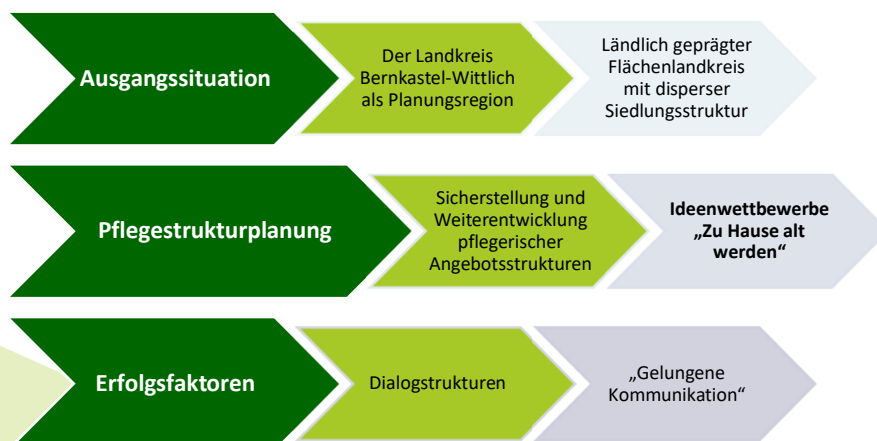 Ausgangssituation
Der Landkreis
Bernkastel-Wittlich
als Planungsregion
Ländlich geprägter
Flächenlandkreis
mit disperser
Siedlungsstruktur
Pflegestrukturplanung
Sicherstellung und
Weiterentwicklung
pflegerischer
Angebotsstrukturen
Ideenwettbewerbe
„Zu Hause alt
werden“
Erfolgsfaktoren
Dialogstrukturen
„Gelungene
Kommunikation“